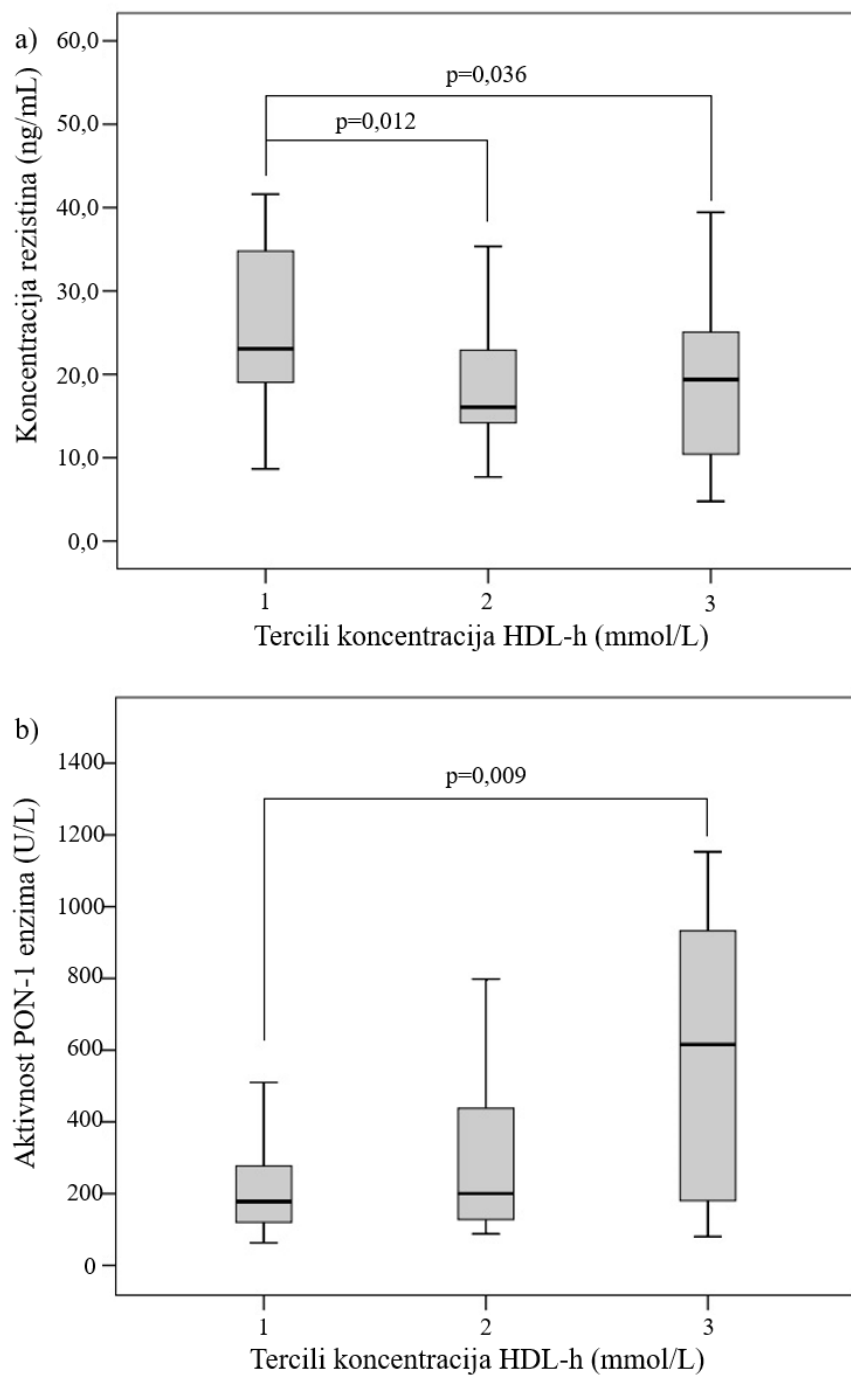 a)
Koncentracija rezistina (ng/mL)
60,0
50,0
40,0
30,0
20,0
10,0
0,0
p=0,036
p=0,012
1 2 3
Tercili koncentracija HDL-h (mmol/L)
b)
Aktivnost PON-1 enzima (U/L)
1400
1200
1000
800
600
400
200
0
p=0,009
1 2 3
Tercili koncentracija HDL-h (mmol/L)